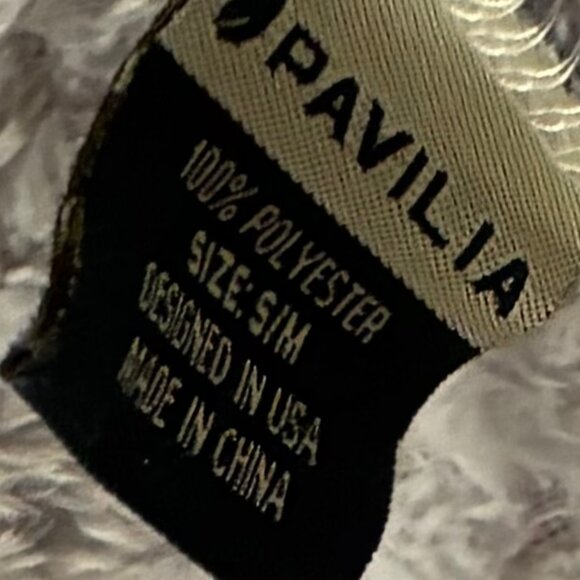 PAVILIA
100% POLYESTER
SIZE: S/M
DESIGNED IN USA
MADE IN CHINA